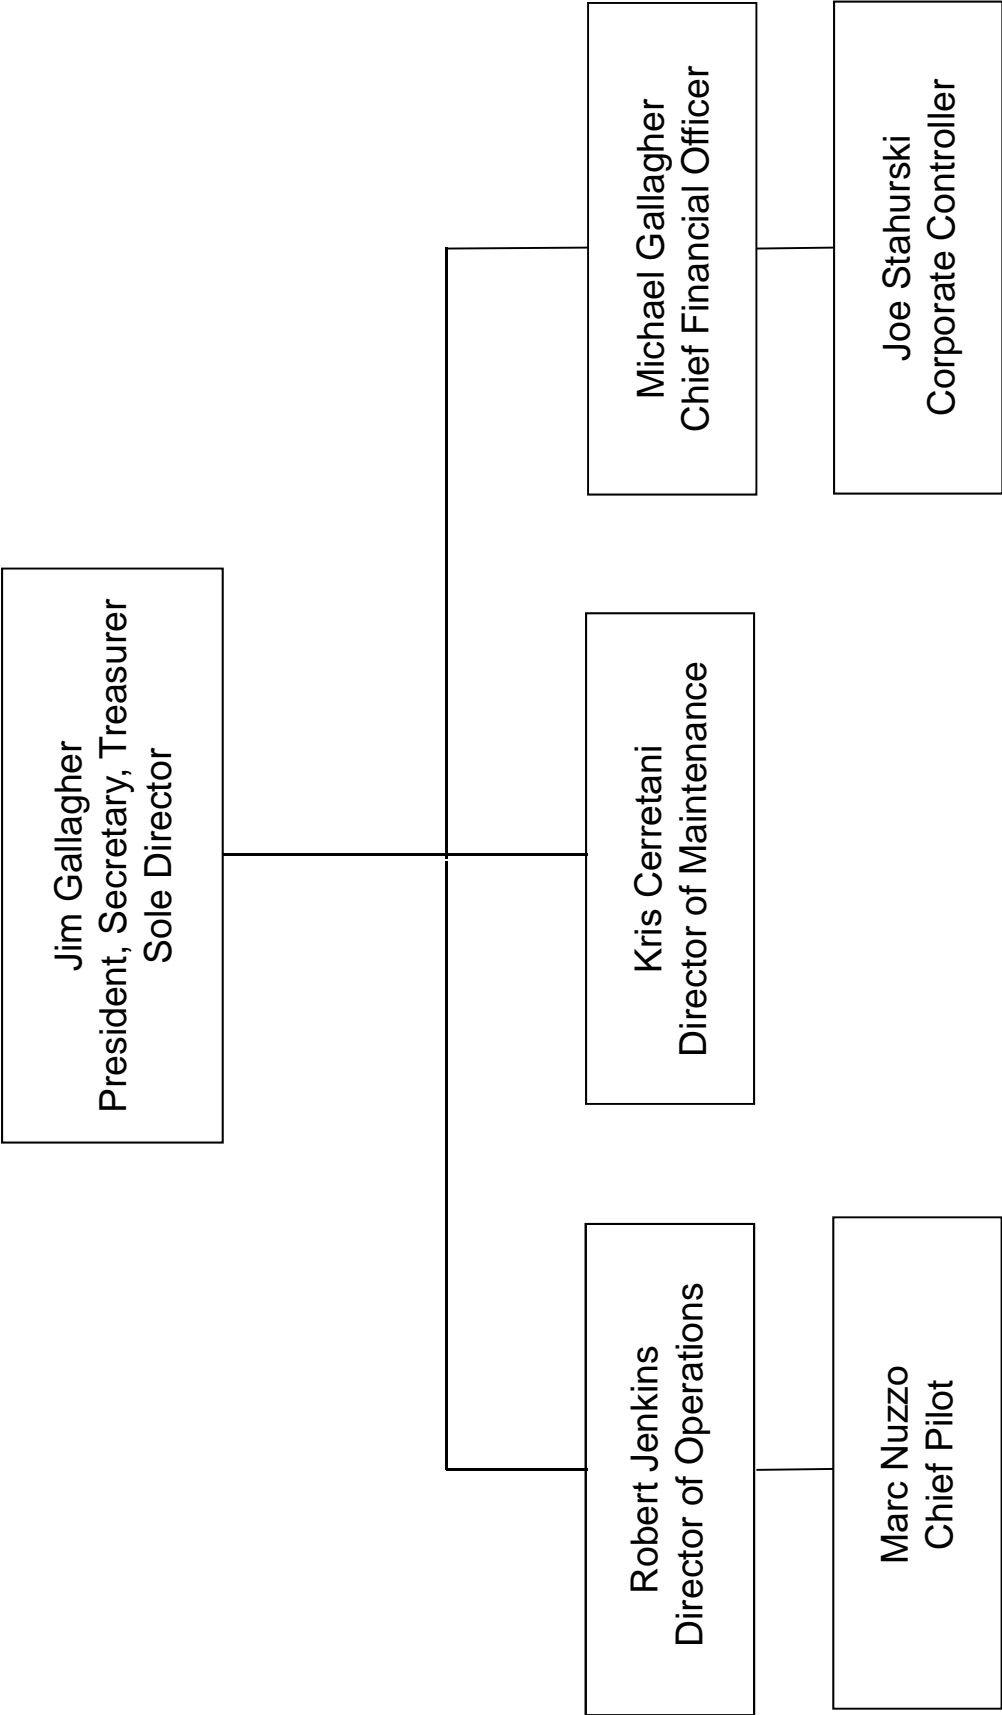 Jim Gallagher
President, Secretary, Treasurer
Sole Director
Robert Jenkins
Director of Operations
Kris Cerretani
Director of Maintenance
Michael Gallagher
Chief Financial Officer
Marc Nuzzo
Chief Pilot
Joe Stahurski
Corporate Controller